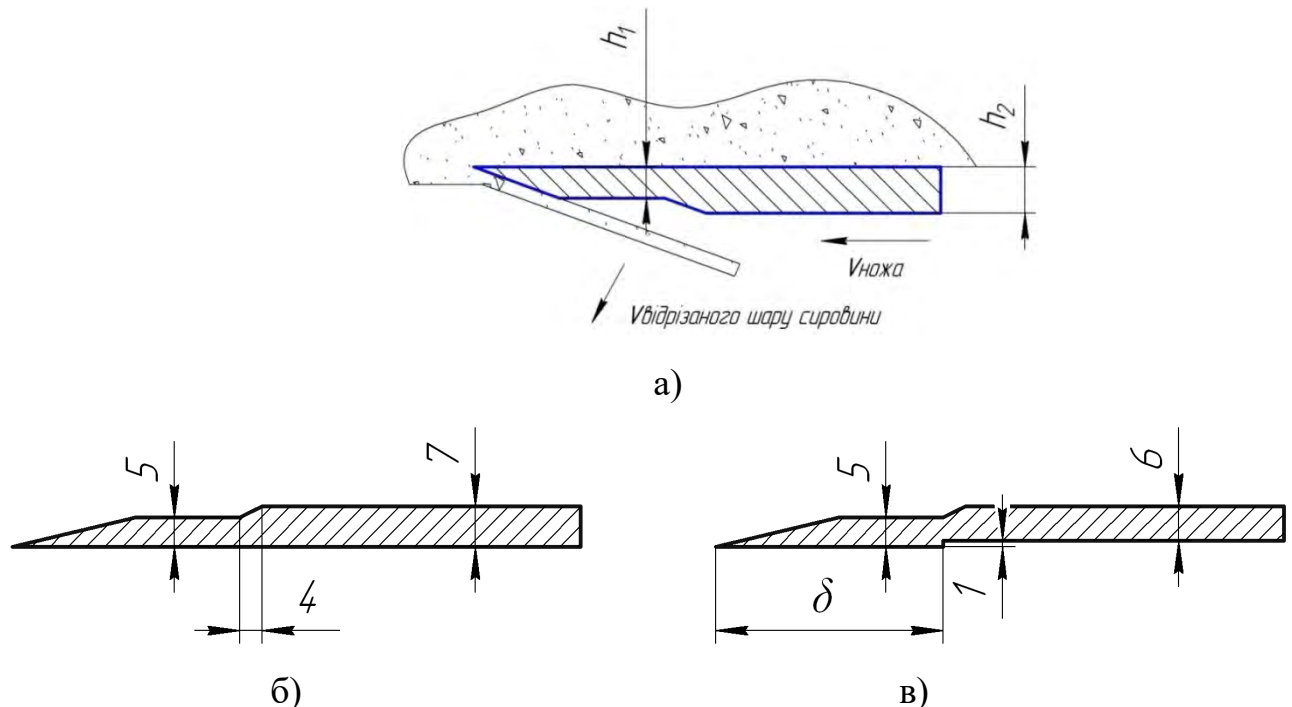 h₁
h₂
Vножа
Vвідрізаного шару сировини
а)
5
7
4
5
6
1
δ
б)
в)